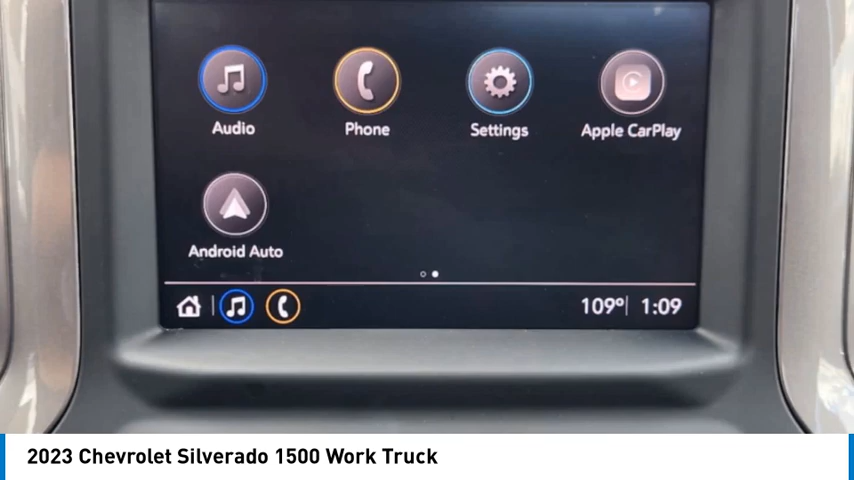 Audio Phone Settings Apple CarPlay
Android Auto
109° 1:09
2023 Chevrolet Silverado 1500 Work Truck